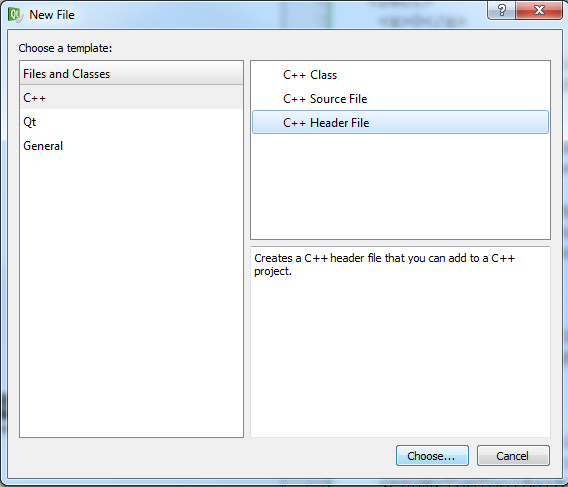 New File
Choose a template:
Files and Classes
C++
Qt
General
C++ Class
C++ Source File
C++ Header File
Creates a C++ header file that you can add to a C++
project.
Choose...
Cancel